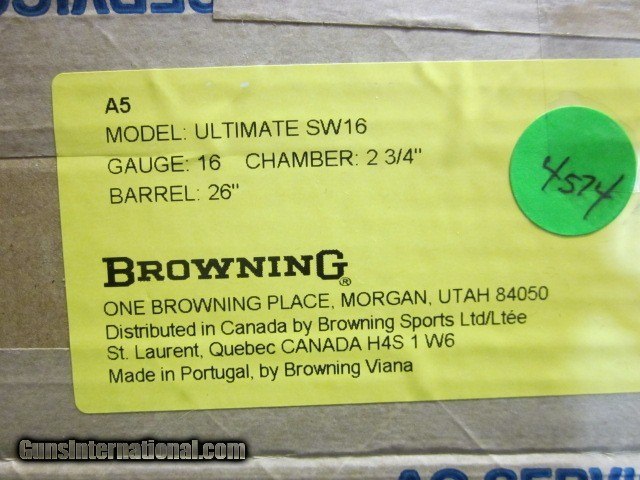 A5
MODEL: ULTIMATE SW16
GAUGE: 16 CHAMBER: 2 3/4"
BARREL: 26"
4574
BROWNING®
ONE BROWNING PLACE, MORGAN, UTAH 84050
Distributed in Canada by Browning Sports Ltd/Ltée
St. Laurent, Quebec CANADA H4S 1 W6
Made in Portugal, by Browning Viana
GunsInternational.com